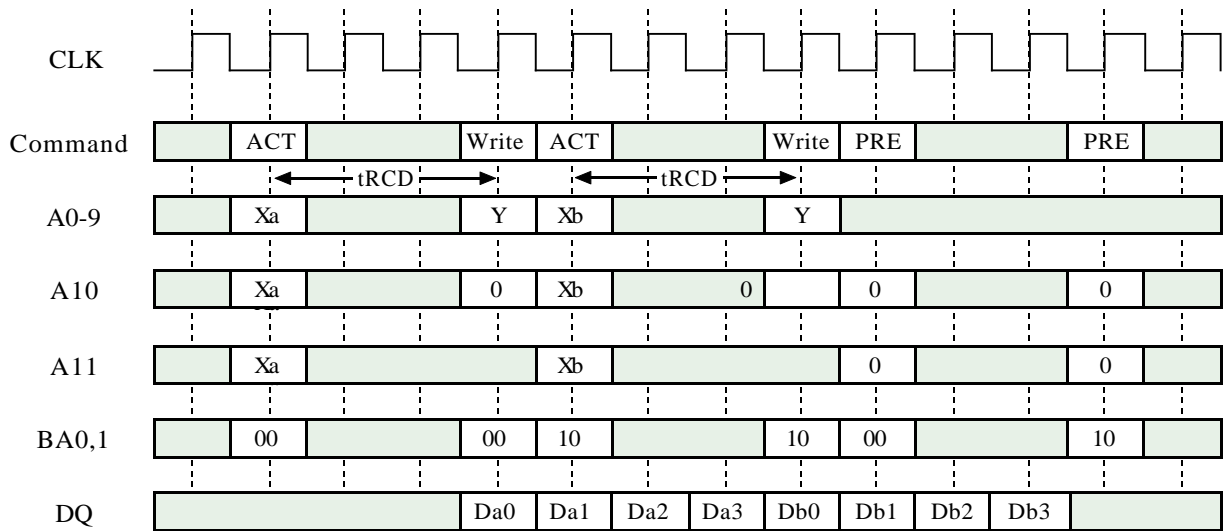 CLK
Command ACT Write ACT Write PRE PRE
tRCD tRCD
A0-9 Xa Y Xb Y
A10 Xa 0 Xb 0 0 0
A11 Xa Xb 0 0
BA0,1 00 00 10 10 00 10
DQ Da0 Da1 Da2 Da3 Db0 Db1 Db2 Db3